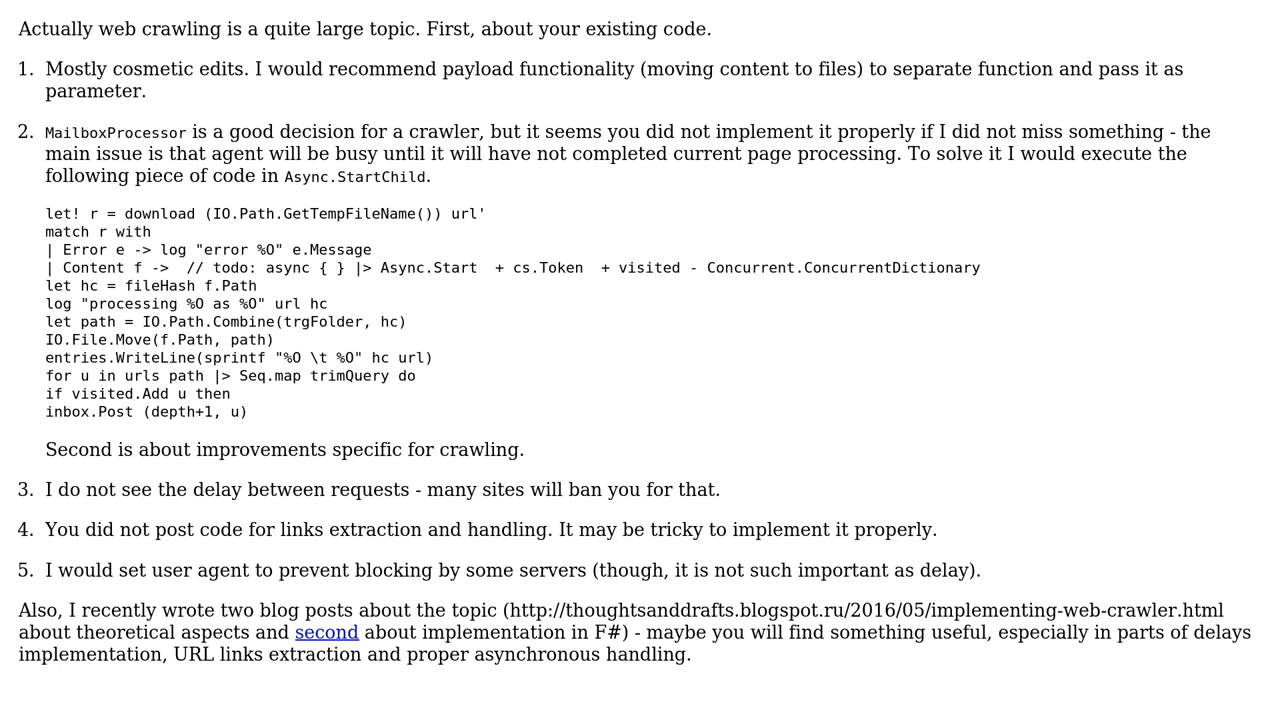 Actually web crawling is a quite large topic. First, about your existing code.
1. Mostly cosmetic edits. I would recommend payload functionality (moving content to files) to separate function and pass it as
parameter.
2. MailboxProcessor is a good decision for a crawler, but it seems you did not implement it properly if I did not miss something - the
main issue is that agent will be busy until it will have not completed current page processing. To solve it I would execute the
following piece of code in Async.StartChild.
let! r = download (IO.Path.GetTempFileName()) url'
match r with
| Error e -> log "error %O" e.Message
| Content f ->  // todo: async { } |> Async.Start  + cs.Token  + visited - Concurrent.ConcurrentDictionary
let hc = fileHash f.Path
log "processing %O as %O" url hc
let path = IO.Path.Combine(trgFolder, hc)
IO.File.Move(f.Path, path)
entries.WriteLine(sprintf "%O \t %O" hc url)
for u in urls path |> Seq.map trimQuery do
if visited.Add u then
inbox.Post (depth+1, u)
Second is about improvements specific for crawling.
3. I do not see the delay between requests - many sites will ban you for that.
4. You did not post code for links extraction and handling. It may be tricky to implement it properly.
5. I would set user agent to prevent blocking by some servers (though, it is not such important as delay).
Also, I recently wrote two blog posts about the topic (http://thoughtsanddrafts.blogspot.ru/2016/05/implementing-web-crawler.html
about theoretical aspects and second about implementation in F#) - maybe you will find something useful, especially in parts of delays
implementation, URL links extraction and proper asynchronous handling.